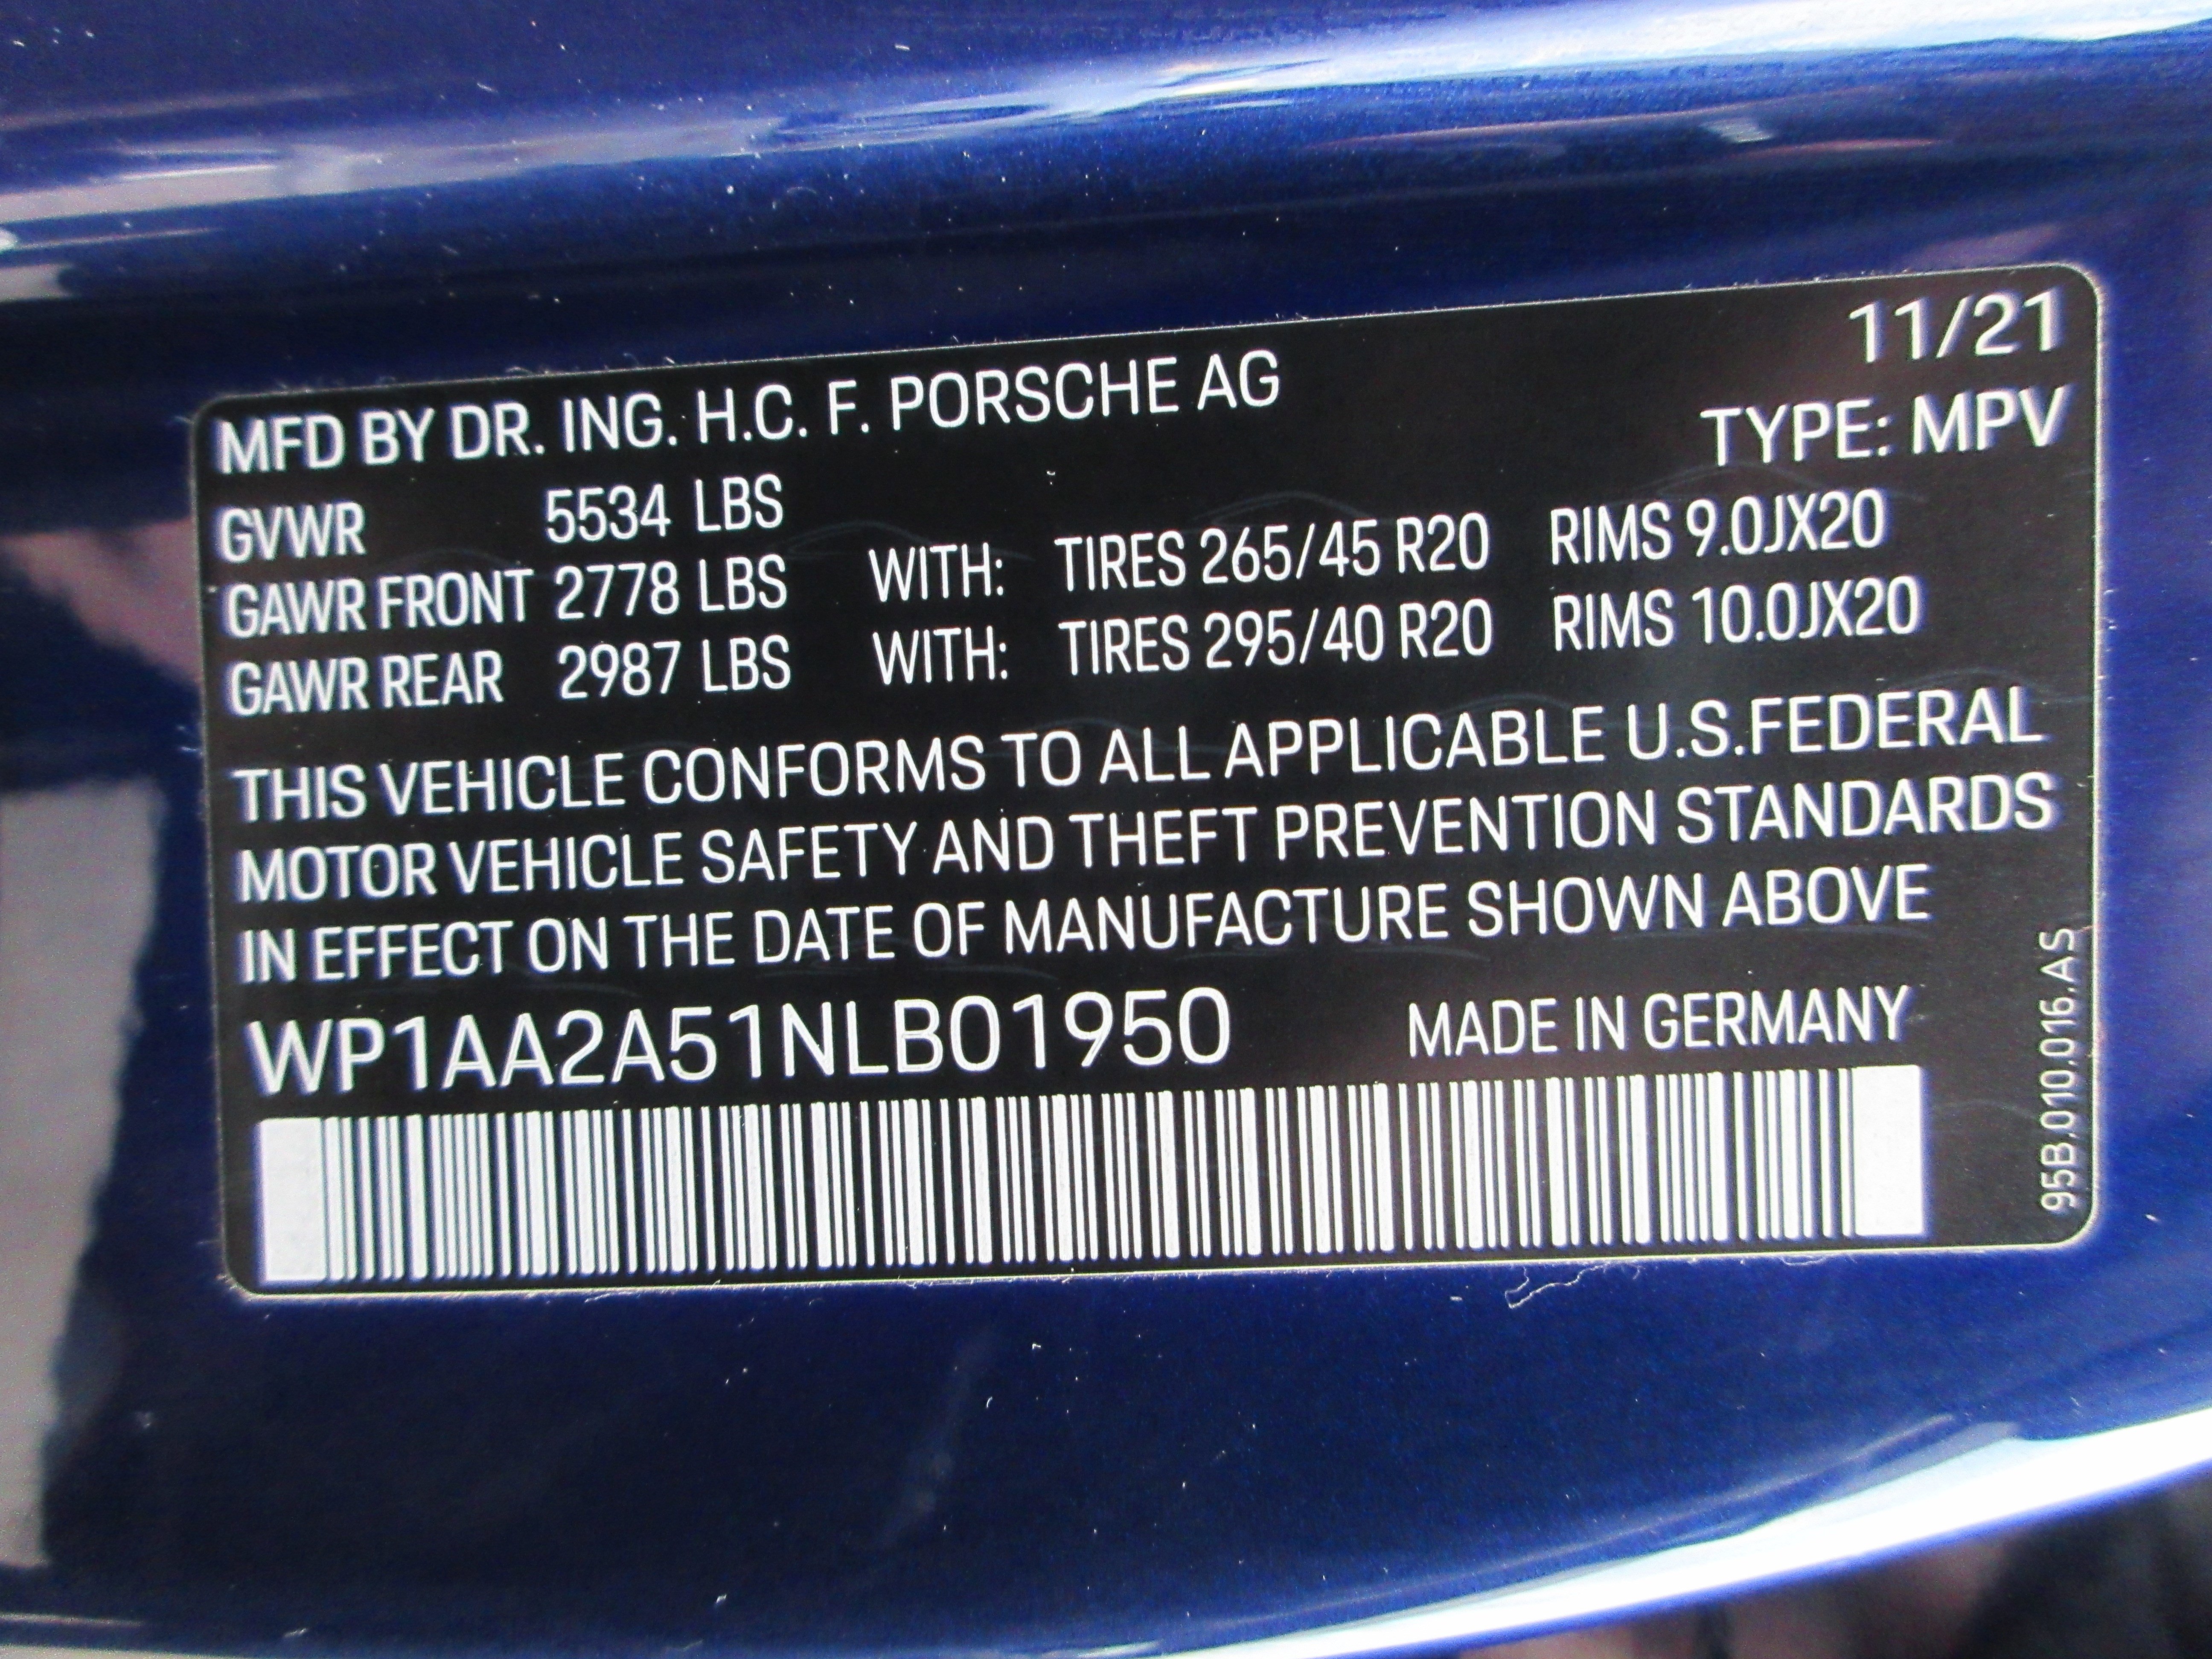 11/21
MFD BY DR. ING. H.C. F. PORSCHE AG
TYPE: MPV
GVWR 5534 LBS
GAWR FRONT 2778 LBS WITH: TIRES 265/45 R20 RIMS 9.0JX20
GAWR REAR 2987 LBS WITH: TIRES 295/40 R20 RIMS 10.0JX20
THIS VEHICLE CONFORMS TO ALL APPLICABLE U.S.FEDERAL
MOTOR VEHICLE SAFETY AND THEFT PREVENTION STANDARDS
IN EFFECT ON THE DATE OF MANUFACTURE SHOWN ABOVE
WP1AA2A51NLB01950 MADE IN GERMANY
95B.010.016.AS